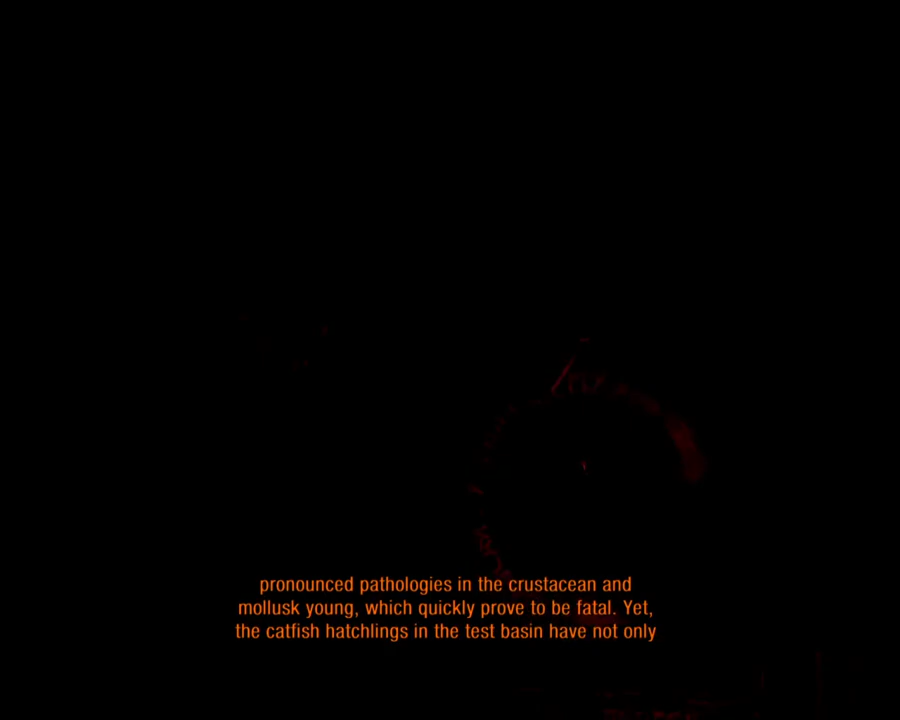 pronounced pathologies in the crustacean and
mollusk young, which quickly prove to be fatal. Yet,
the catfish hatchlings in the test basin have not only